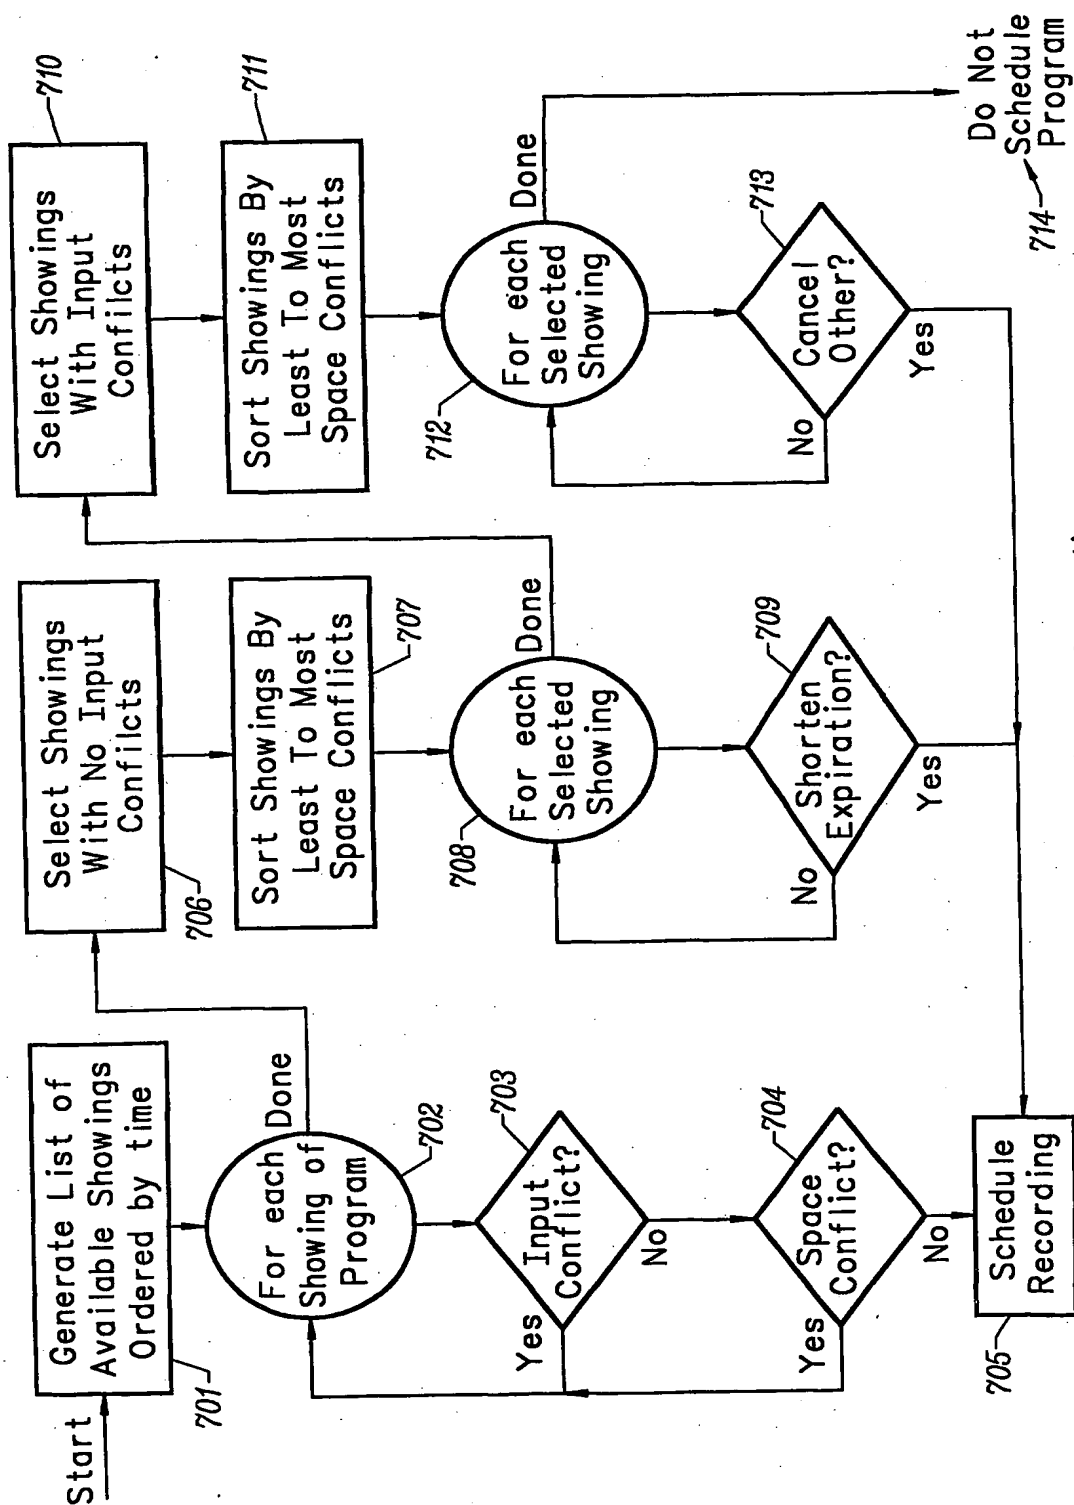 Start
Generate List of
Available Showings
Ordered by time
701
For each
Showing of
Program
Done
702
Input
Conflict?
703
Yes
No
Space
Conflict?
704
Yes
No
Schedule
Recording
705
Select Showings
With No Input
Confilcts
706
Sort Showings By
Least To Most
Space Conflicts
707
For each
Selected
Showing
Done
708
Shorten
Expiration?
709
No
Yes
Select Showings
With Input
Confilcts
710
Sort Showings By
Least To Most
Space Conflicts
711
For each
Selected
Showing
Done
712
Cancel
Other?
713
No
Yes
Do Not
Schedule
Program
714